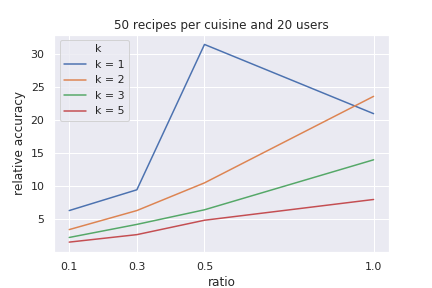 50 recipes per cuisine and 20 users
k
k = 1
k = 2
k = 3
k = 5
relative accuracy
30
25
20
15
10
5
0.1 0.3 0.5 1.0
ratio